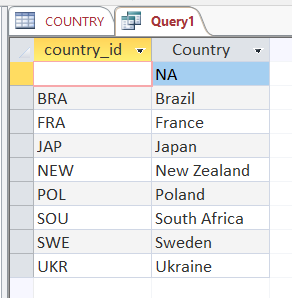 COUNTRY Query1
country_id Country
NA
BRA Brazil
FRA France
JAP Japan
NEW New Zealand
POL Poland
SOU South Africa
SWE Sweden
UKR Ukraine